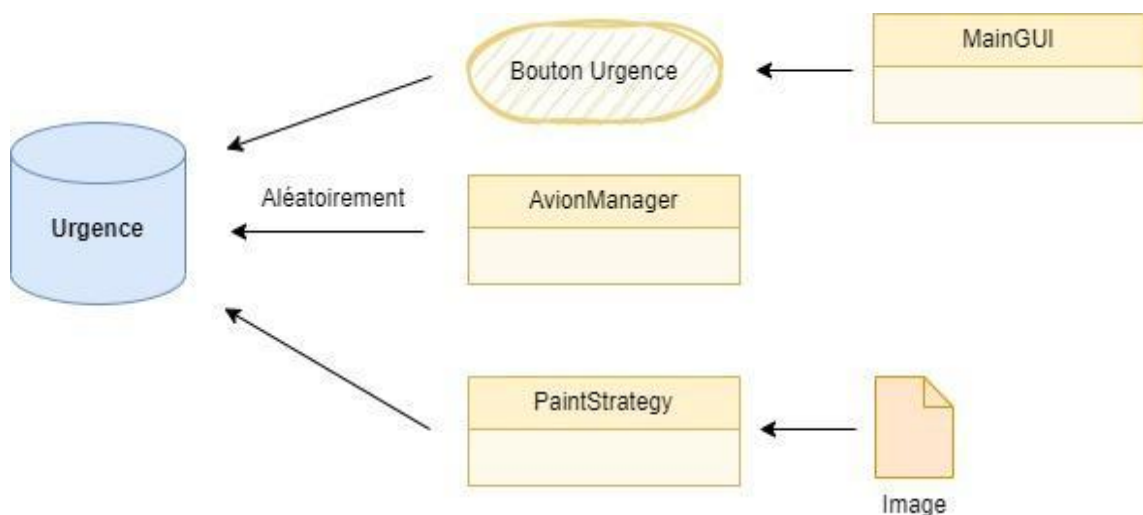 MainGUI
Bouton Urgence
Aléatoirement
AvionManager
Urgence
PaintStrategy
Image